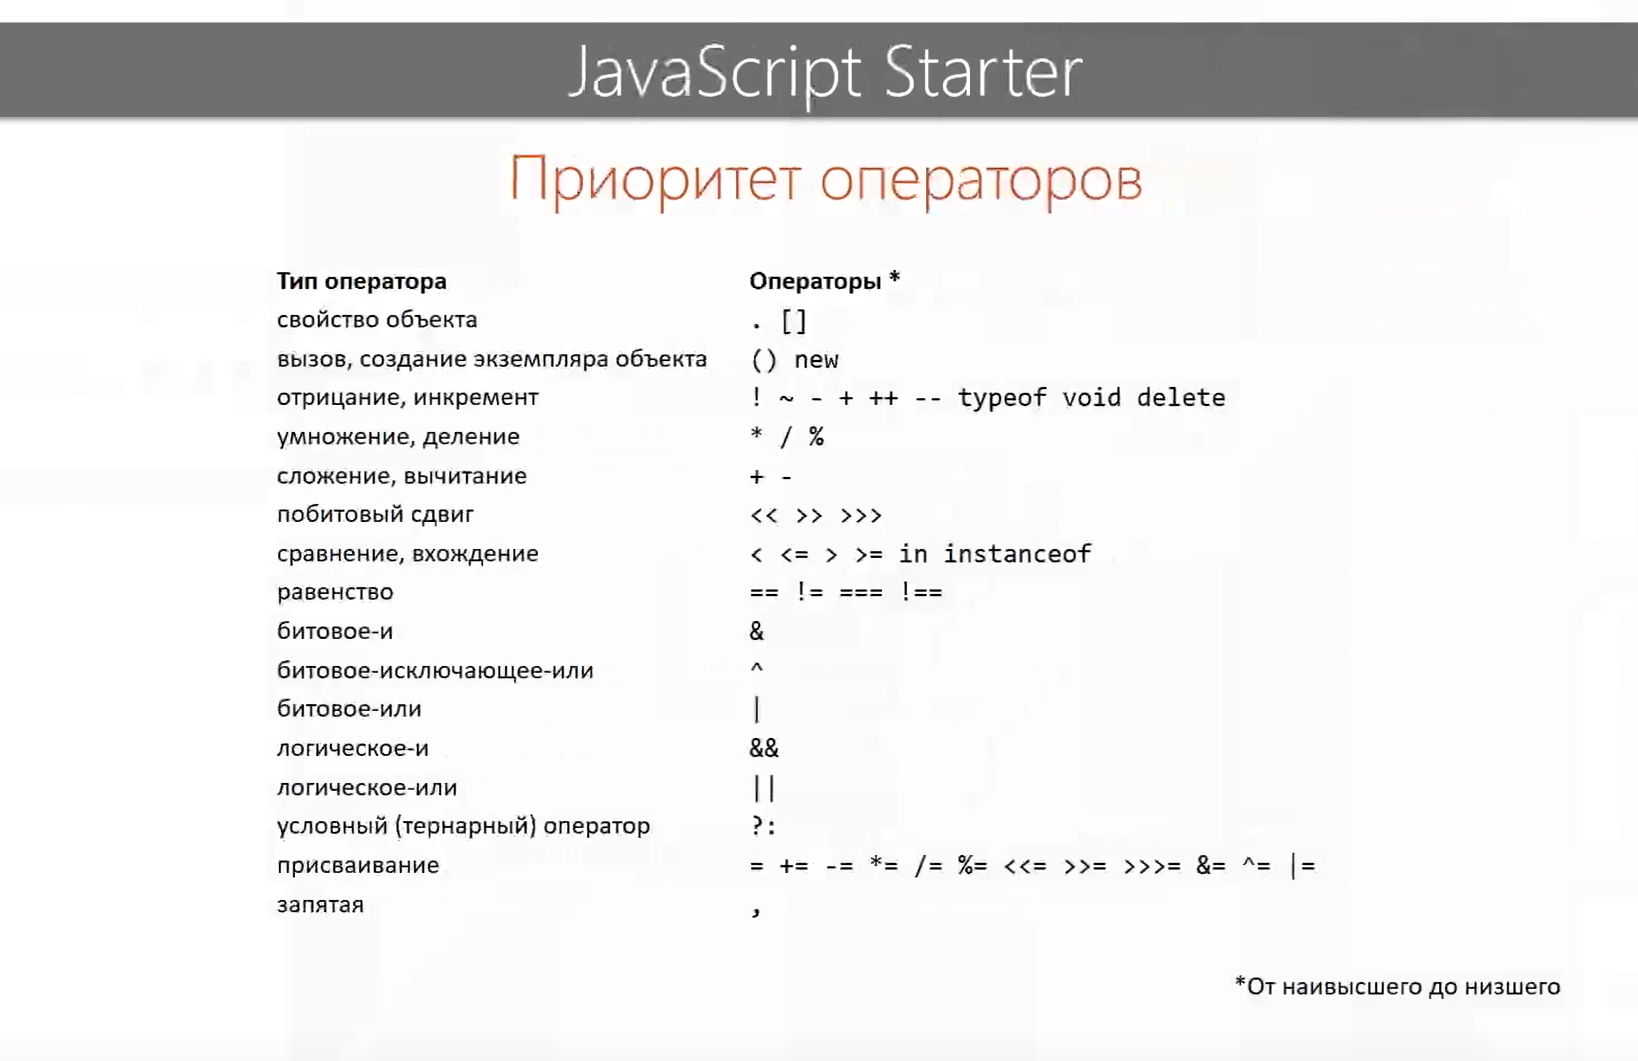 JavaScript Starter
Приоритет операторов
Тип оператора Операторы *
свойство объекта . []
вызов, создание экземпляра объекта () new
отрицание, инкремент ! ~ - + ++ -- typeof void delete
умножение, деление * / %
сложение, вычитание + -
побитовый сдвиг << >> >>>
сравнение, вхождение < <= > >= in instanceof
равенство == != === !==
битовое-и &
битовое-исключающее-или ^
битовое-или |
логическое-и &&
логическое-или ||
условный (тернарный) оператор ?:
присваивание = += -= *= /= %= <<= >>= >>>= &= ^= |=
запятая ,
*От наивысшего до низшего